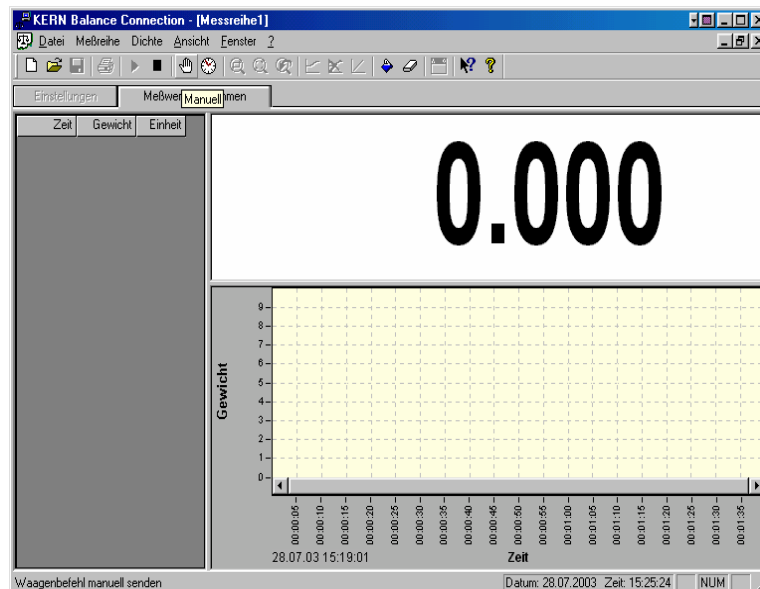 KERN Balance Connection - [Messreihe1]
Datei Meßreihe Dichte Ansicht Fenster ?
Einstellungen Meßwer Manuell hmen
Zeit Gewicht Einheit
0.000
Gewicht
9
8
7
6
5
4
3
2
1
0
00:00:05 00:00:10 00:00:15 00:00:20 00:00:25 00:00:30 00:00:35 00:00:40 00:00:45 00:00:50 00:00:55 00:01:00 00:01:05 00:01:10 00:01:15 00:01:20 00:01:25 00:01:30 00:01:35
28.07.03 15:19:01 Zeit
Waagenbefehl manuell senden Datum: 28.07.2003 Zeit: 15:25:24 NUM